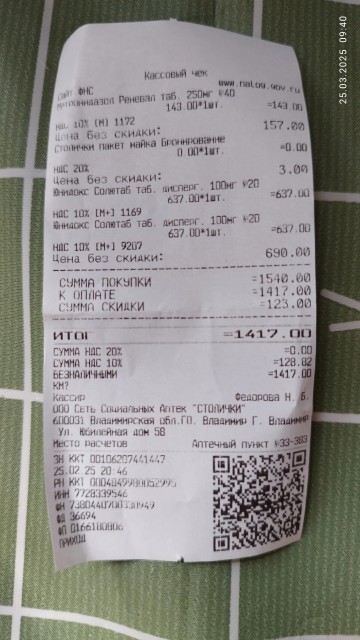 25.03.2025 09:40
Кассовый чек
Сайт ФНС www.nalog.gov.ru
Метронидазол Реневал таб. 250мг №40
143.00*1шт. =143.00
НДС 10% [М] 1172
Цена без скидки: 157.00
Столички пакет майка Бронирование
0.00*1шт. =0.00
НДС 20%
Цена без скидки: 3.00
Юнидокс Солютаб таб. дисперг. 100мг №20
637.00*1шт. =637.00
НДС 10% [М+] 1169
Юнидокс Солютаб таб. дисперг. 100мг №20
637.00*1шт. =637.00
НДС 10% [М+] 9207
Цена без скидки: 690.00
СУММА ПОКУПКИ =1540.00
К ОПЛАТЕ =1417.00
СУММА СКИДКИ =123.00
ИТОГ =1417.00
СУММА НДС 20% =0.00
СУММА НДС 10% =128.82
БЕЗНАЛИЧНЫМИ =1417.00
КМ?
Кассир Федорова Н. Б.
ООО Сеть Социальных Аптек "СТОЛИЧКИ"
600031 Владимирская обл.ГО. Владимир Г. Владимир
Ул. Юбилейная дом 58
Место расчетов Аптечный пункт №33-303
ЗН ККТ 00106207441447
25.02.25 20:46
РН ККТ
ИНН 7728339546
ФН
ФД 36694
ФП 0166180806
ПРИХОД